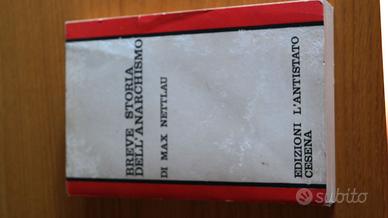 BREVE STORIA
DELL'ANARCHISMO
DI MAX NETTLAU
EDIZIONI L'ANTISTATO
CESENA
subito